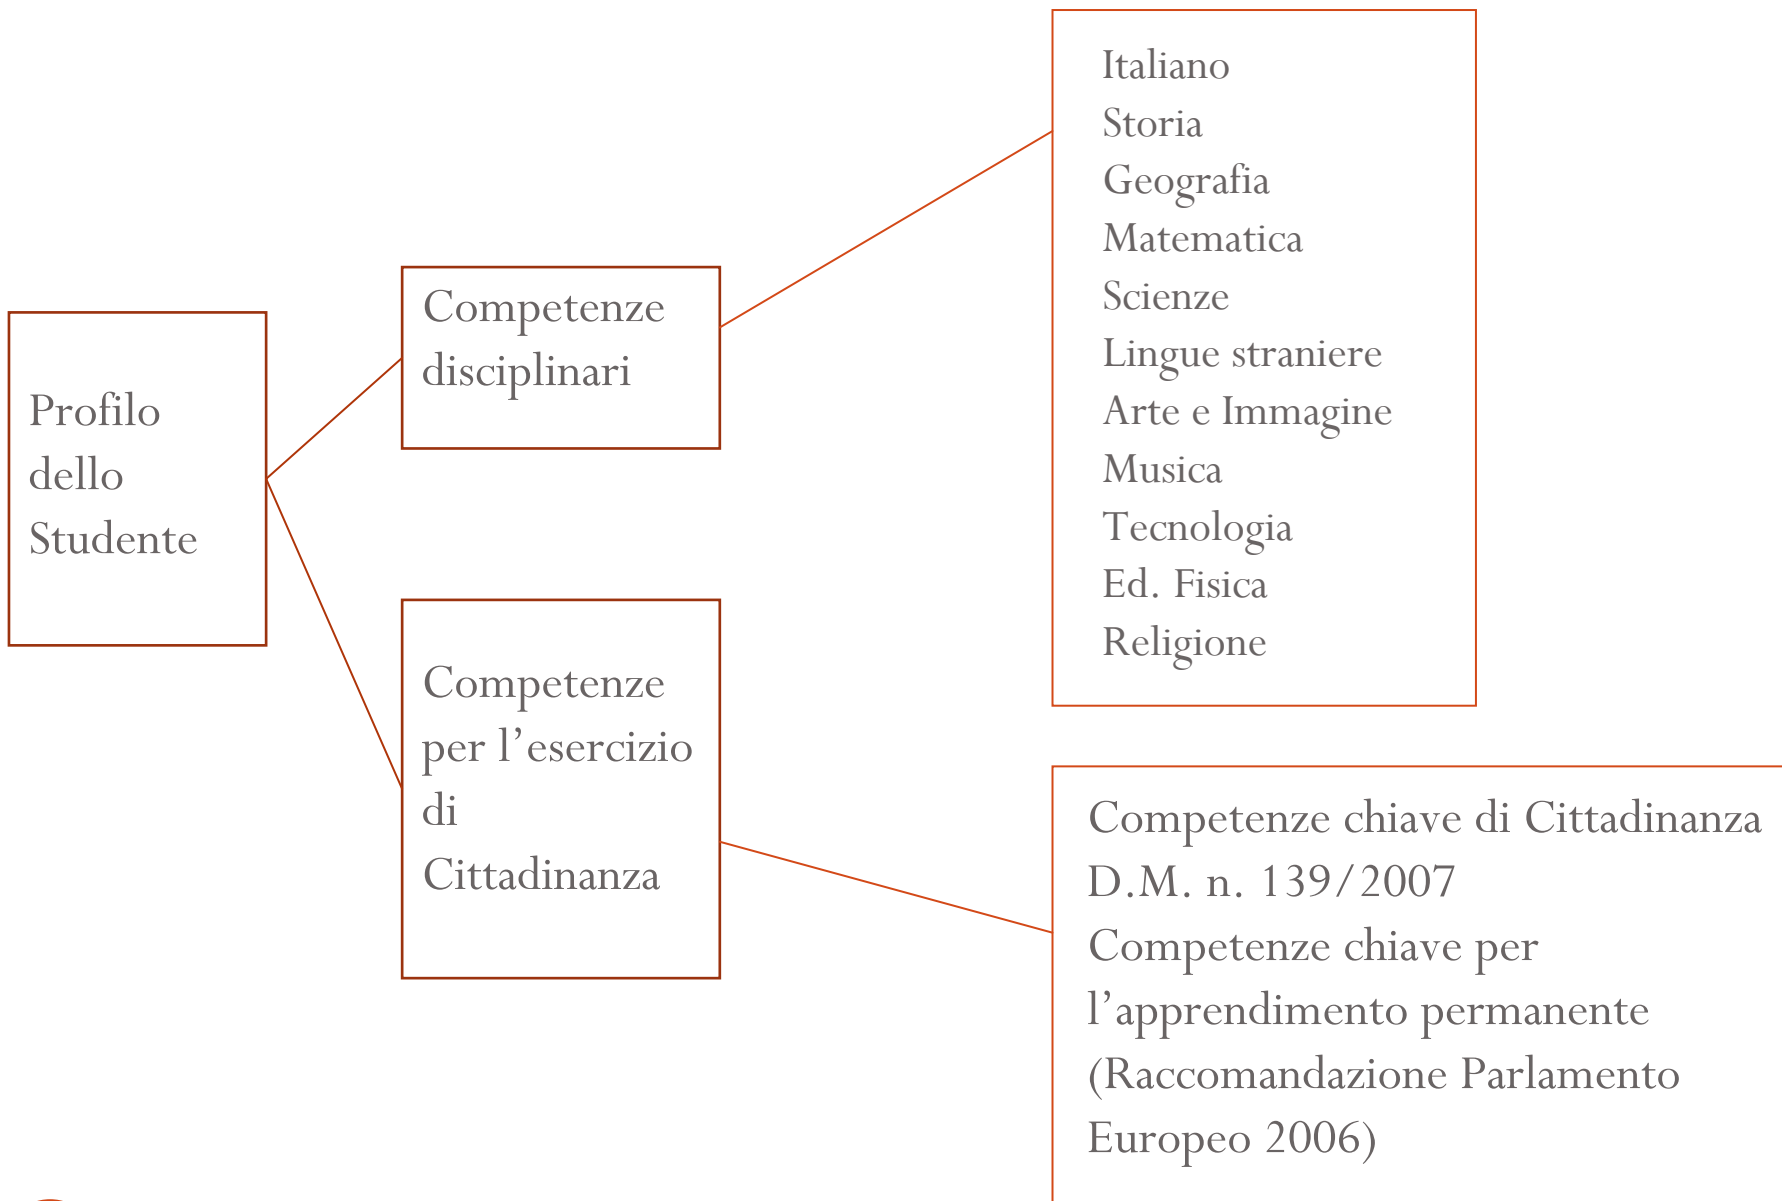 Profilo
dello
Studente
Competenze
disciplinari
Competenze
per l’esercizio
di
Cittadinanza
Italiano
Storia
Geografia
Matematica
Scienze
Lingue straniere
Arte e Immagine
Musica
Tecnologia
Ed. Fisica
Religione
Competenze chiave di Cittadinanza
D.M. n. 139/2007
Competenze chiave per
l’apprendimento permanente
(Raccomandazione Parlamento
Europeo 2006)